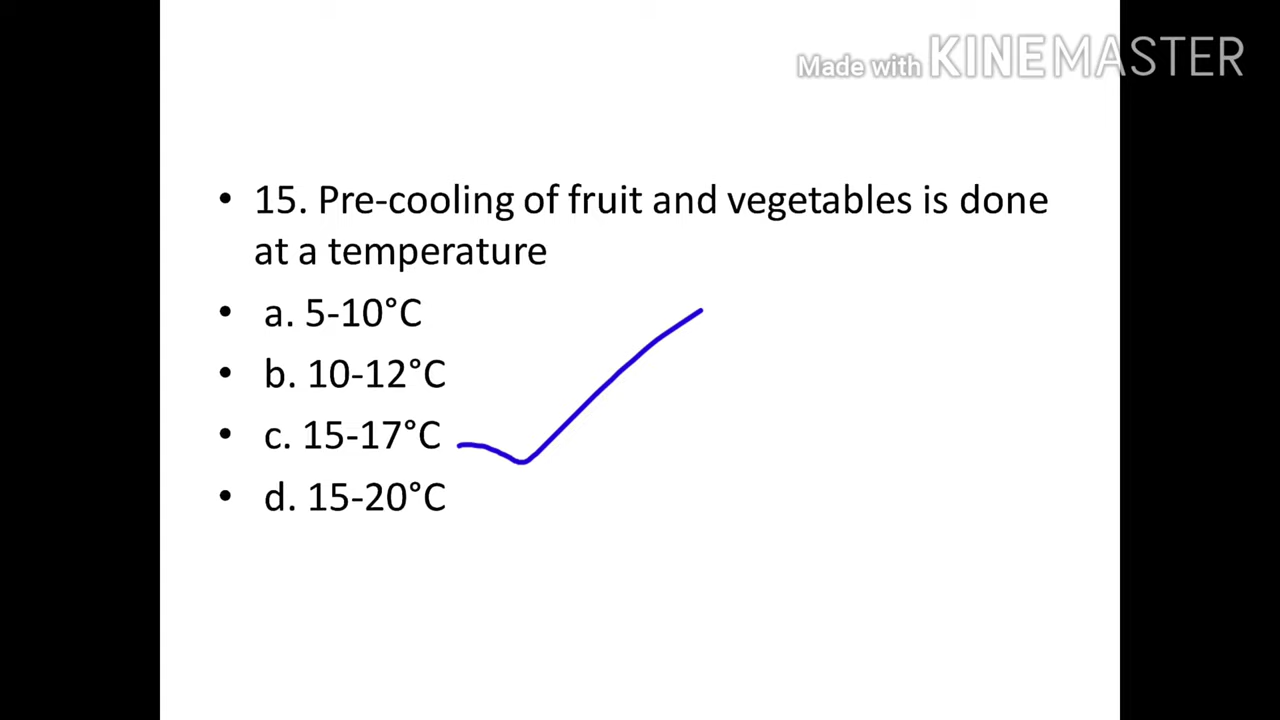 Made with KINEMASTER
• 15. Pre-cooling of fruit and vegetables is done
at a temperature
• a. 5-10°C
• b. 10-12°C
• c. 15-17°C
• d. 15-20°C